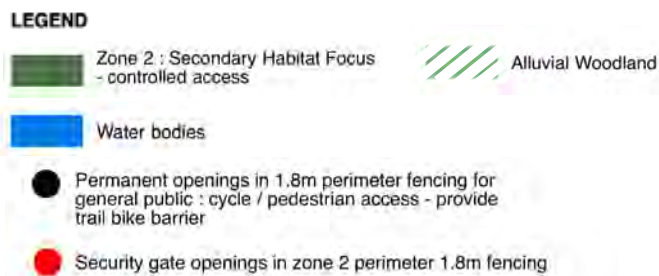 LEGEND
Zone 2 : Secondary Habitat Focus
- controlled access
Alluvial Woodland
Water bodies
Permanent openings in 1.8m perimeter fencing for
general public : cycle / pedestrian access - provide
trail bike barrier
Security gate openings in zone 2 perimeter 1.8m fencing